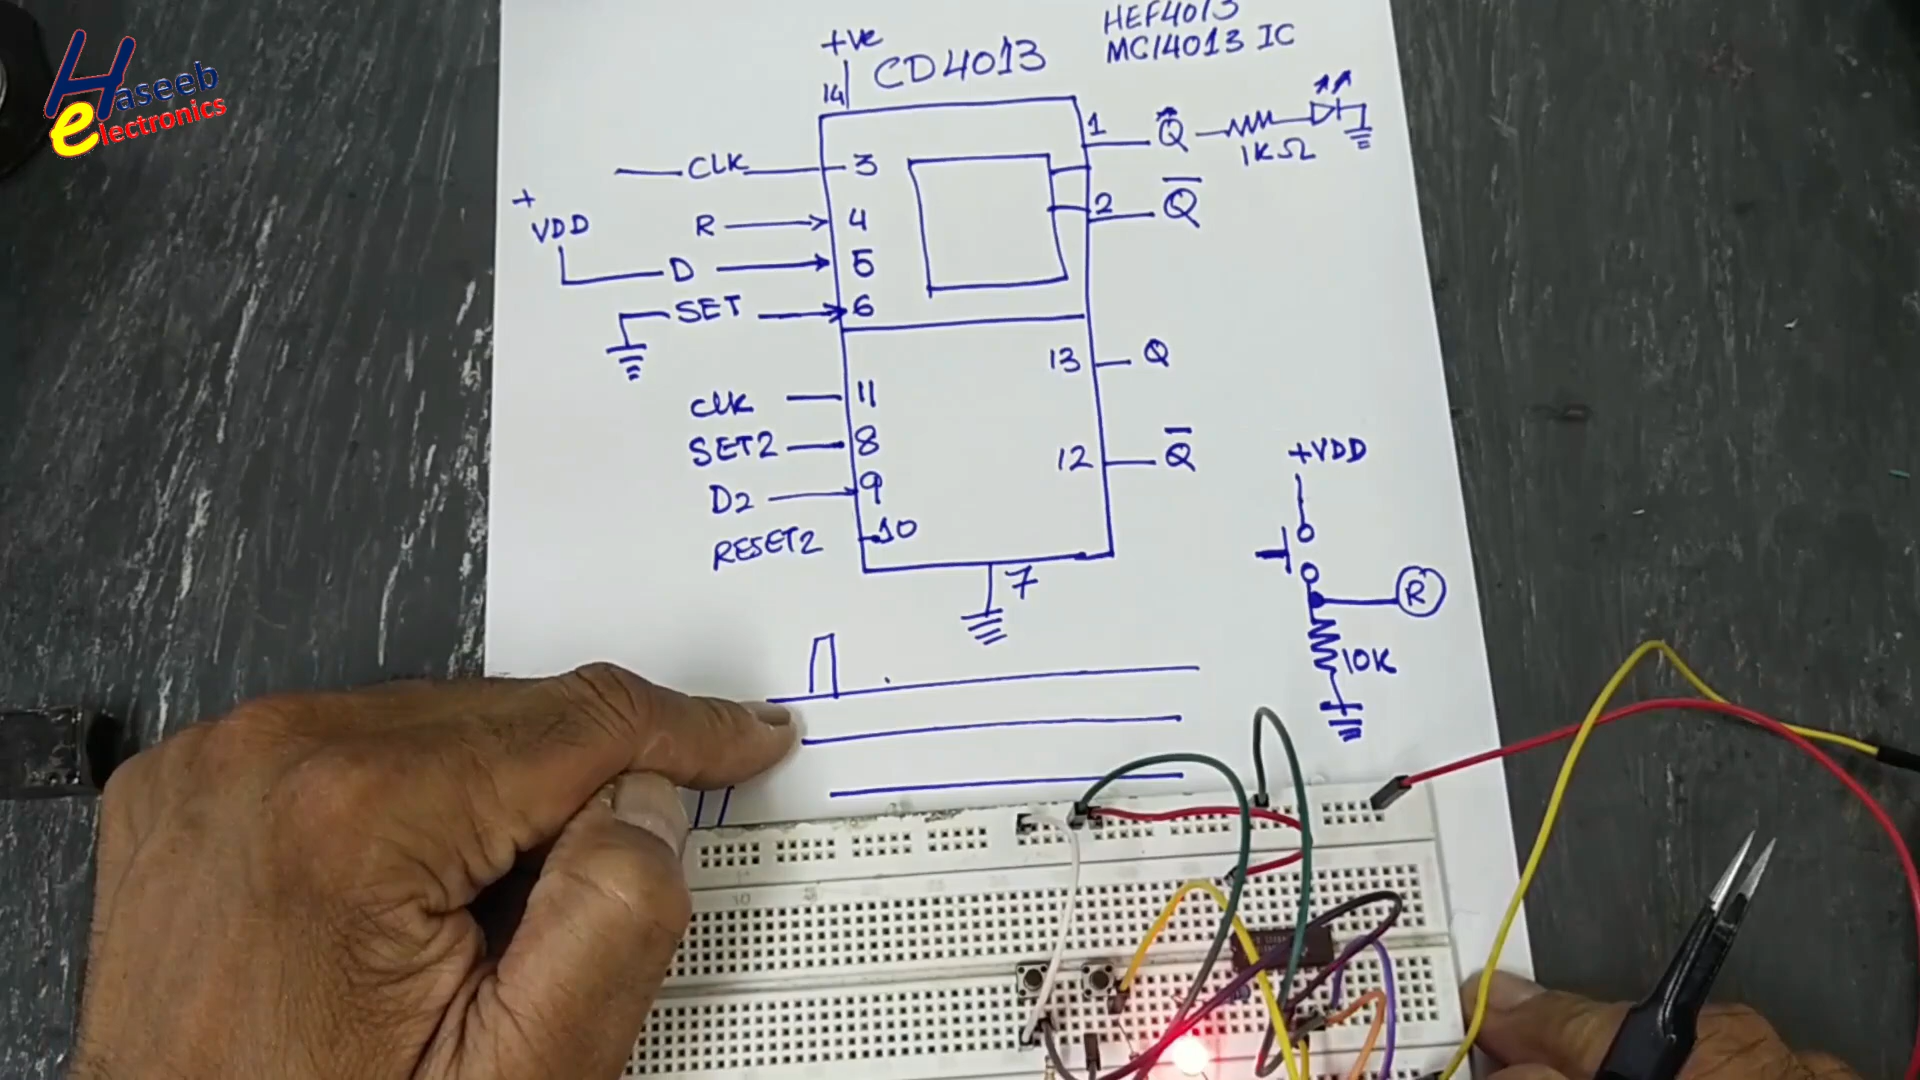 Haseeb
electronics
HEF4013
MC14013 IC
+ve
CD4013
14
CLK 3
1 Q
1KΩ
+
VDD
R 4
2 Q̅
D 5
SET 6
13 Q
CLK 11
SET2 8
12 Q̅
D2 9
RESET2 10
7
+VDD
R
10K